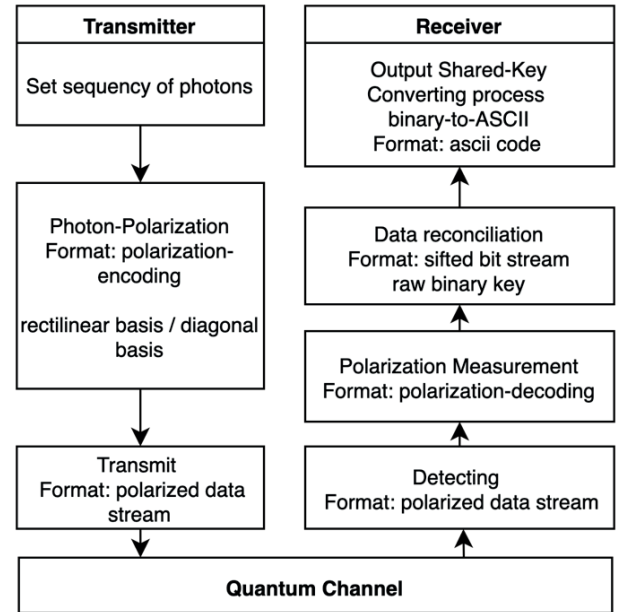 Transmitter
Set sequency of photons
Photon-Polarization
Format: polarization-
encoding
rectilinear basis / diagonal
basis
Transmit
Format: polarized data
stream
Receiver
Output Shared-Key
Converting process
binary-to-ASCII
Format: ascii code
Data reconciliation
Format: sifted bit stream
raw binary key
Polarization Measurement
Format: polarization-decoding
Detecting
Format: polarized data stream
Quantum Channel